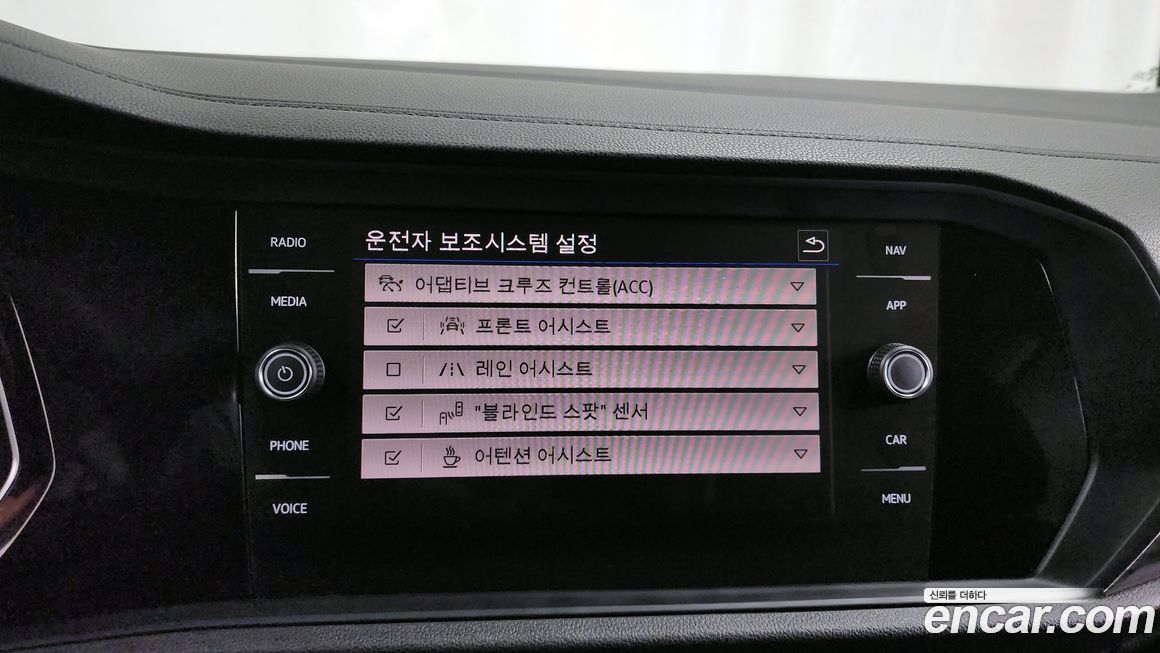 RADIO
MEDIA
PHONE
VOICE
운전자 보조시스템 설정
어댑티브 크루즈 컨트롤(ACC)
프론트 어시스트
레인 어시스트
"블라인드 스팟" 센서
어텐션 어시스트
NAV
APP
CAR
MENU
신뢰를 더하다
encar.com